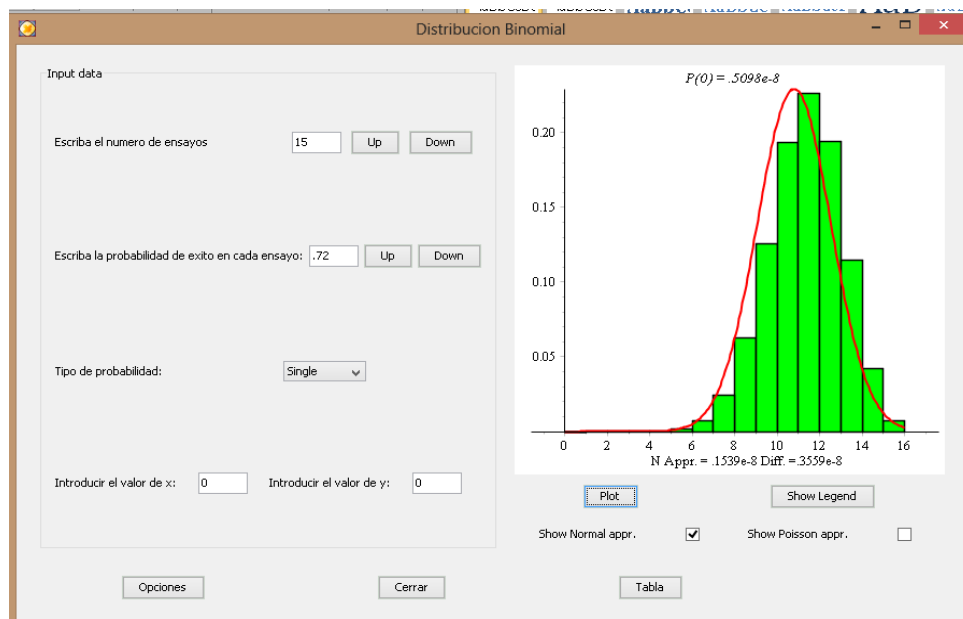 Distribucion Binomial
Input data
Escriba el numero de ensayos 15 Up Down
Escriba la probabilidad de exito en cada ensayo: .72 Up Down
Tipo de probabilidad: Single
Introducir el valor de x: 0 Introducir el valor de y: 0
Opciones Cerrar Tabla
P(0) = .5098e-8
0.20
0.15
0.10
0.05
0 2 4 6 8 10 12 14 16
N Appr. = .1539e-8 Diff. =.3559e-8
Plot Show Legend
Show Normal appr. Show Poisson appr.